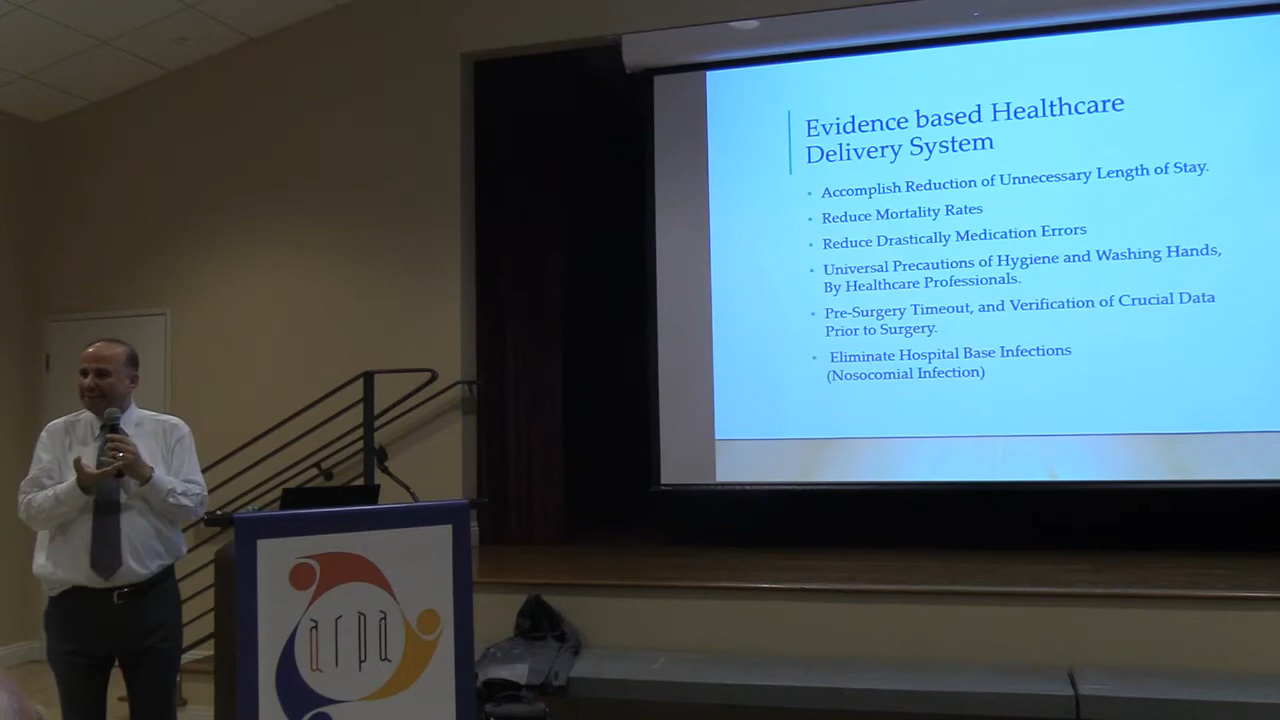 Evidence based Healthcare
Delivery System
Accomplish Reduction of Unnecessary Length of Stay.
Reduce Mortality Rates
Reduce Drastically Medication Errors
Universal Precautions of Hygiene and Washing Hands,
By Healthcare Professionals.
Pre-Surgery Timeout, and Verification of Crucial Data
Prior to Surgery.
Eliminate Hospital Base Infections
(Nosocomial Infection)
arpa